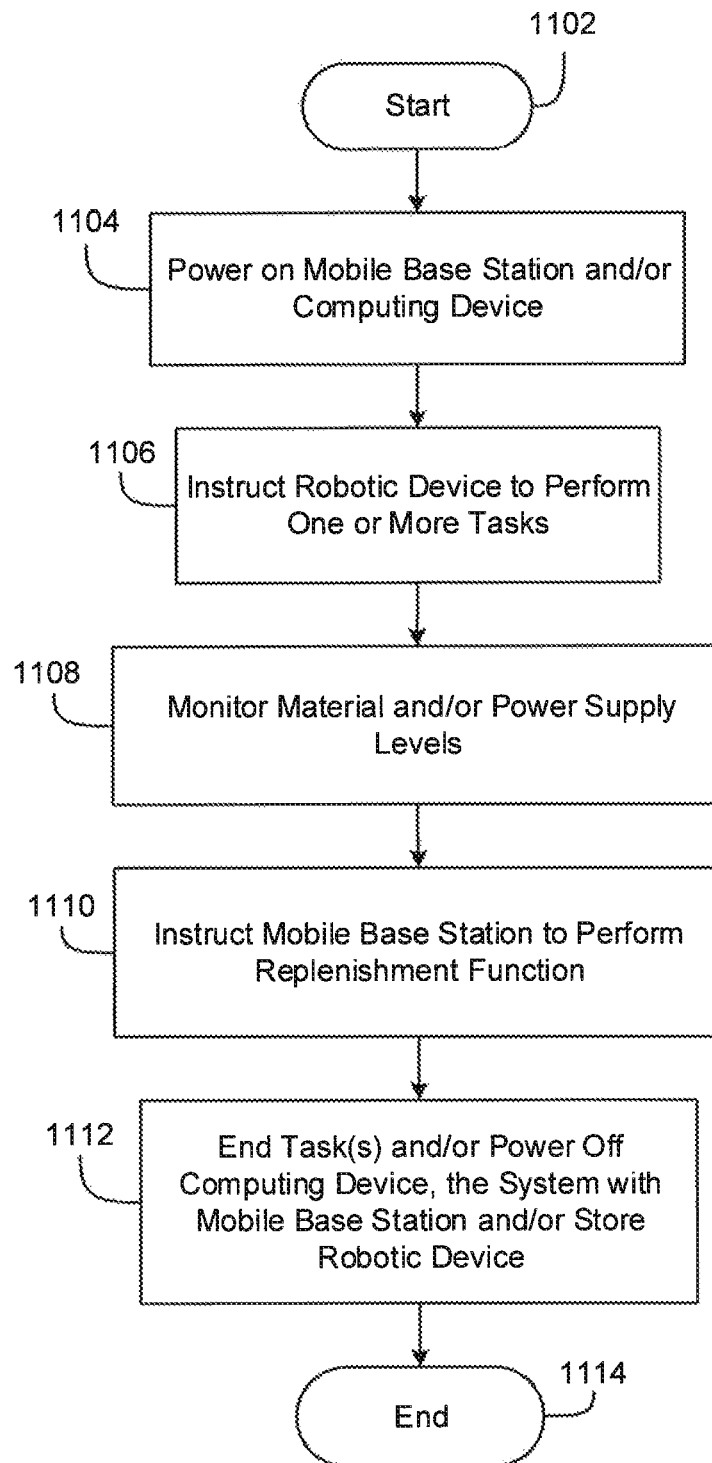 1102
Start
1104
Power on Mobile Base Station and/or
Computing Device
1106
Instruct Robotic Device to Perform
One or More Tasks
1108
Monitor Material and/or Power Supply
Levels
1110
Instruct Mobile Base Station to Perform
Replenishment Function
1112
End Task(s) and/or Power Off
Computing Device, the System with
Mobile Base Station and/or Store
Robotic Device
1114
End